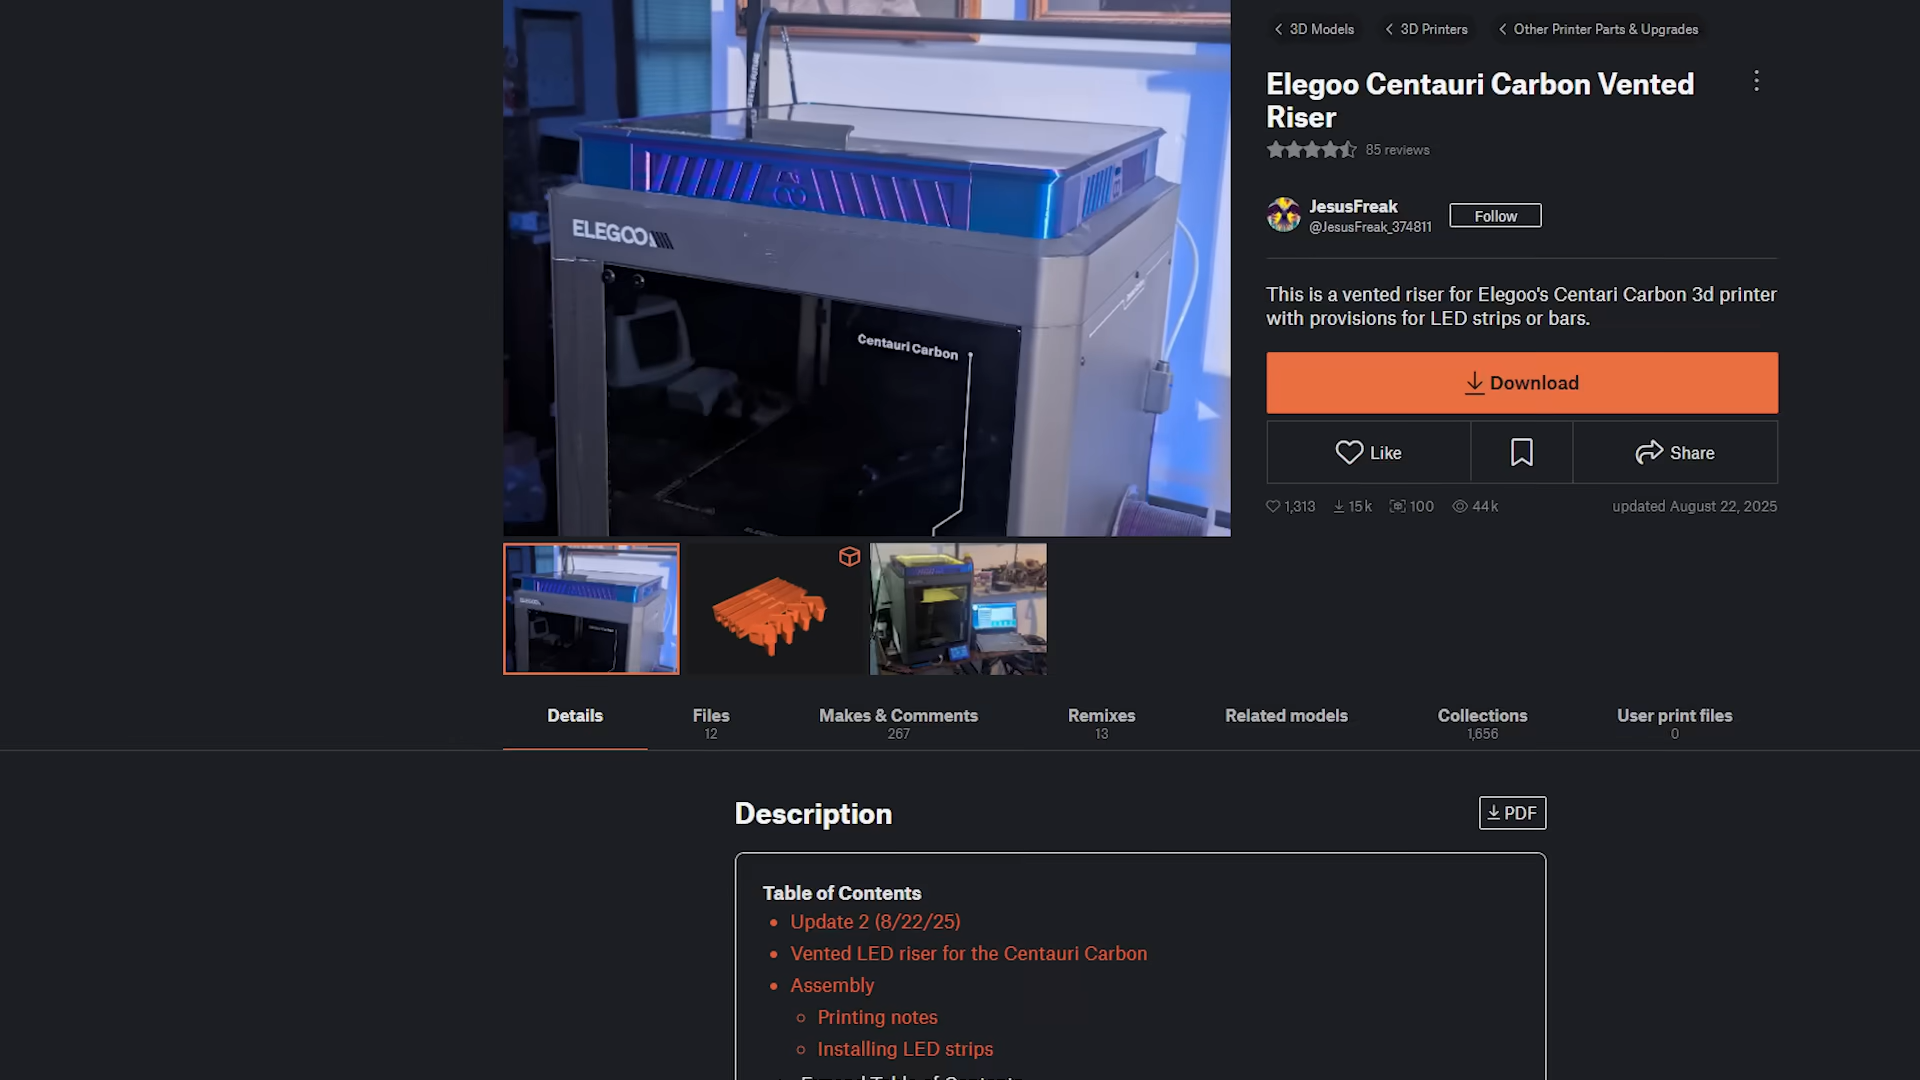 3D Models
3D Printers
Other Printer Parts & Upgrades
Elegoo Centauri Carbon Vented
Riser
85 reviews
JesusFreak
@JesusFreak_374811
Follow
This is a vented riser for Elegoo's Centari Carbon 3d printer
with provisions for LED strips or bars.
Download
Like
Share
1,313
15k
100
44k
updated August 22, 2025
ELEGOO
Centauri Carbon
Details
Files
12
Makes & Comments
267
Remixes
13
Related models
Collections
1,656
User print files
0
Description
PDF
Table of Contents
Update 2 (8/22/25)
Vented LED riser for the Centauri Carbon
Assembly
Printing notes
Installing LED strips